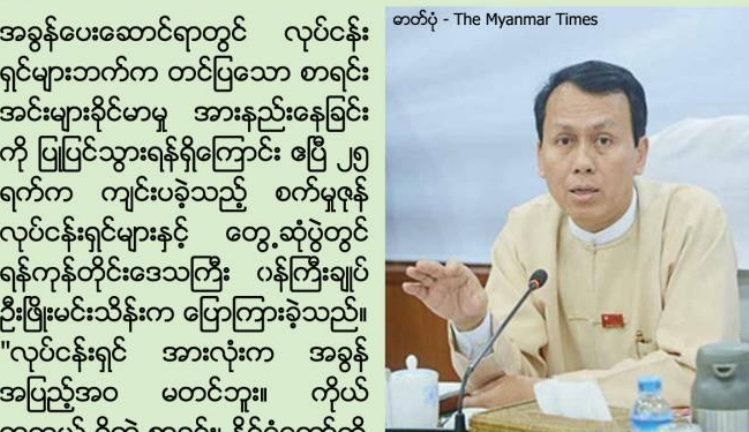 အခွန်ပေးဆောင်ရာတွင် လုပ်ငန်း
ရှင်များဘက်က တင်ပြသော စာရင်း
အင်းများခိုင်မာမှု အားနည်းနေခြင်း
ကို ပြုပြင်သွားရန်ရှိကြောင်း ဧပြီ ၂၅
ရက်က ကျင်းပခဲ့သည့် စက်မှုဇုန်
လုပ်ငန်းရှင်များနှင့် တွေ့ဆုံပွဲတွင်
ရန်ကုန်တိုင်းဒေသကြီး ဝန်ကြီးချုပ်
ဦးဖြိုးမင်းသိန်းက ပြောကြားခဲ့သည်။
"လုပ်ငန်းရှင် အားလုံးက အခွန်
အပြည့်အဝ မတင်ဘူး။ ကိုယ်
ဓာတ်ပုံ - The Myanmar Times